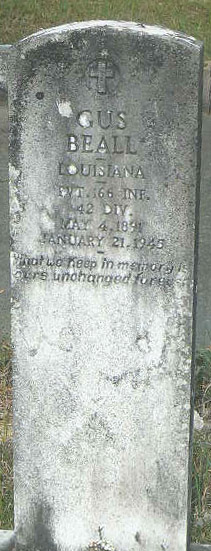 GUS
BEALL
LOUISIANA
PVT. 166 INF.
42 DIV.
MAY 4, 1891
JANUARY 21, 1945
What we keep in memory is
ours unchanged forever